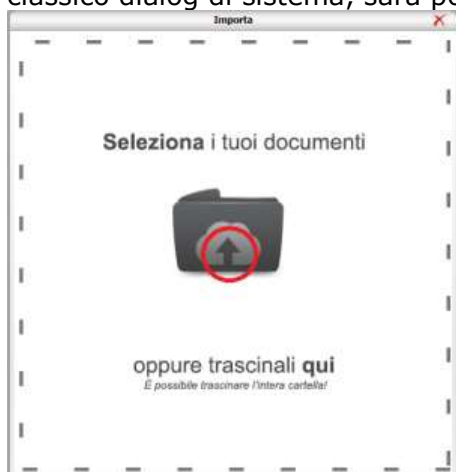 classico dialog di sistema, sarà po
Importa
Seleziona i tuoi documenti
oppure trascinali qui
È possibile trascinare l'intera cartella!